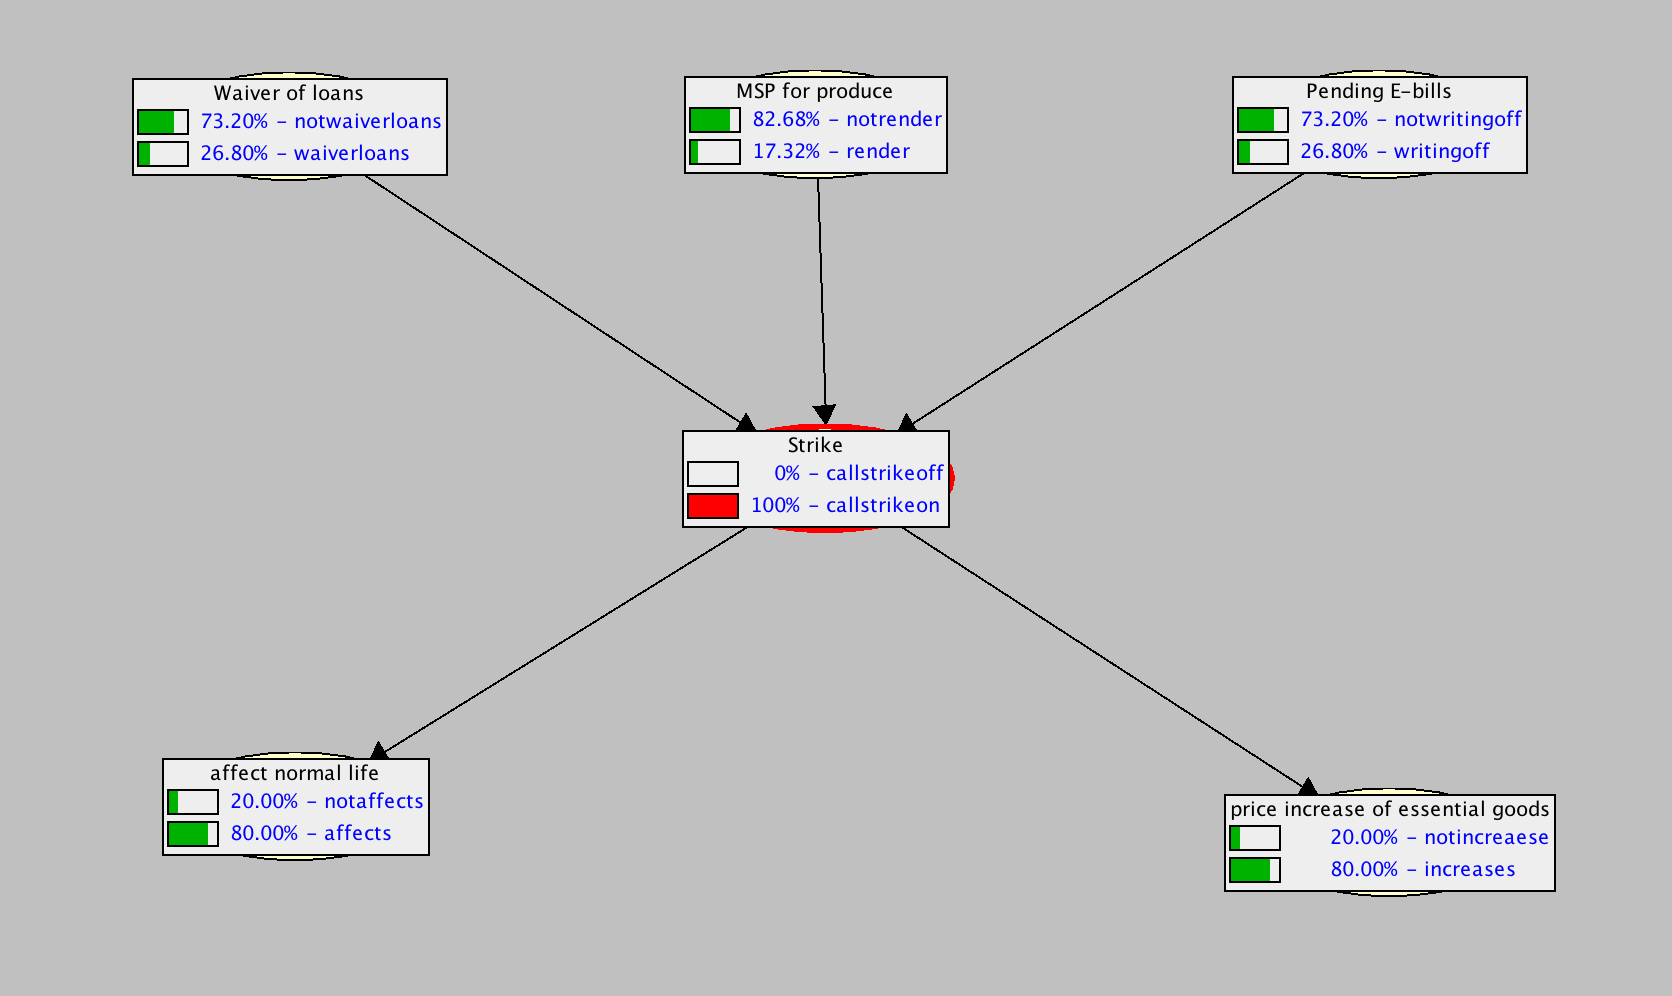 Waiver of loans
73.20% - notwaiverloans
26.80% - waiverloans
MSP for produce
82.68% - notrender
17.32% - render
Pending E-bills
73.20% - notwritingoff
26.80% - writingoff
Strike
0% - callstrikeoff
100% - callstrikeon
affect normal life
20.00% - notaffects
80.00% - affects
price increase of essential goods
20.00% - notincreaese
80.00% - increases